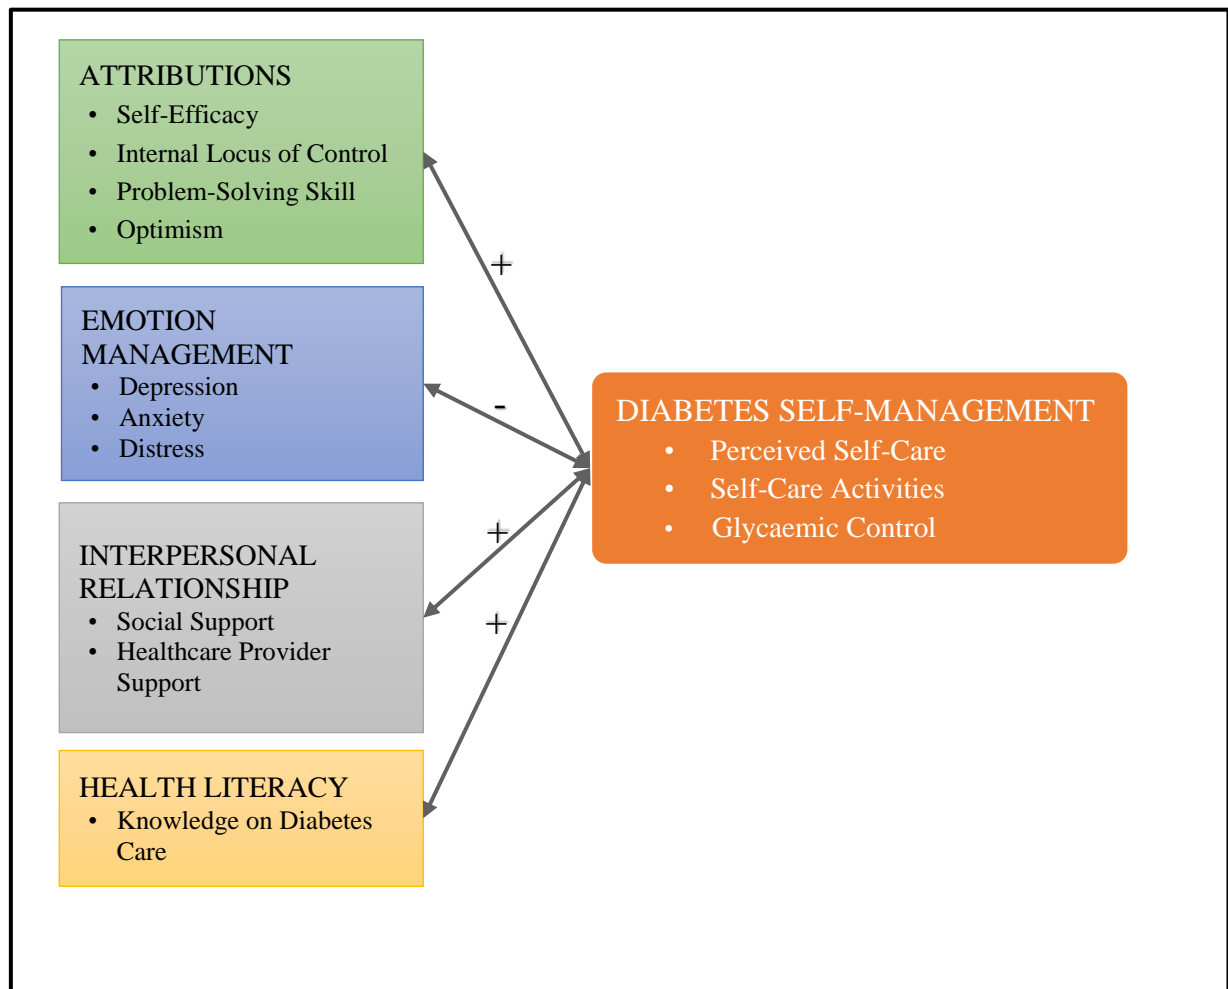 ATTRIBUTIONS
• Self-Efficacy
• Internal Locus of Control
• Problem-Solving Skill
• Optimism
+
EMOTION
MANAGEMENT
• Depression
• Anxiety
• Distress
-
INTERPERSONAL
RELATIONSHIP
• Social Support
• Healthcare Provider
Support
+
HEALTH LITERACY
• Knowledge on Diabetes
Care
+
DIABETES SELF-MANAGEMENT
• Perceived Self-Care
• Self-Care Activities
• Glycaemic Control